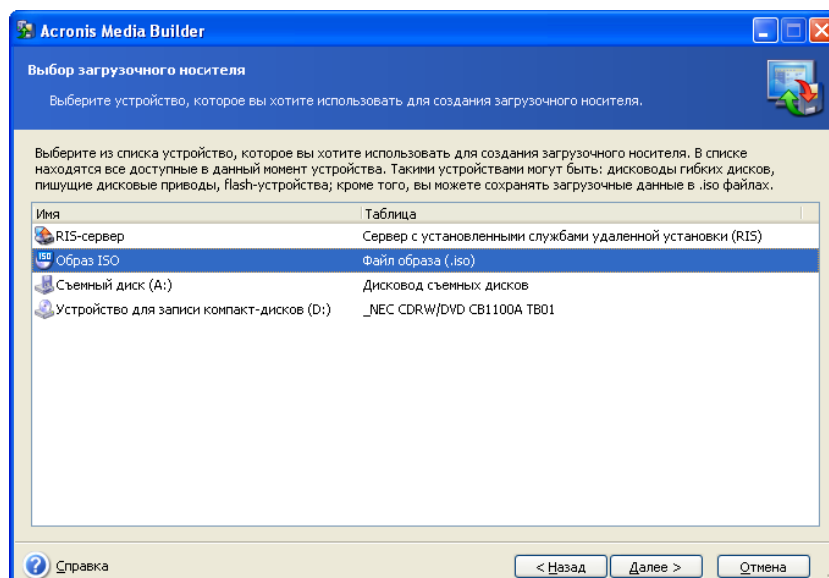 Acronis Media Builder
Выбор загрузочного носителя
Выберите устройство, которое вы хотите использовать для создания загрузочного носителя.
Выберите из списка устройство, которое вы хотите использовать для создания загрузочного носителя. В списке
находятся все доступные в данный момент устройства. Такими устройствами могут быть: дисководы гибких дисков,
пишущие дисковые приводы, flash-устройства; кроме того, вы можете сохранять загрузочные данные в .iso файлах.
Имя Таблица
RIS-сервер Сервер с установленными службами удаленной установки (RIS)
ISO Образ ISO Файл образа (.iso)
Съемный диск (A:) Дисковод съемных дисков
Устройство для записи компакт-дисков (D:) _NEC CDRW/DVD CB1100A TB01
? Справка < Назад Далее > Отмена